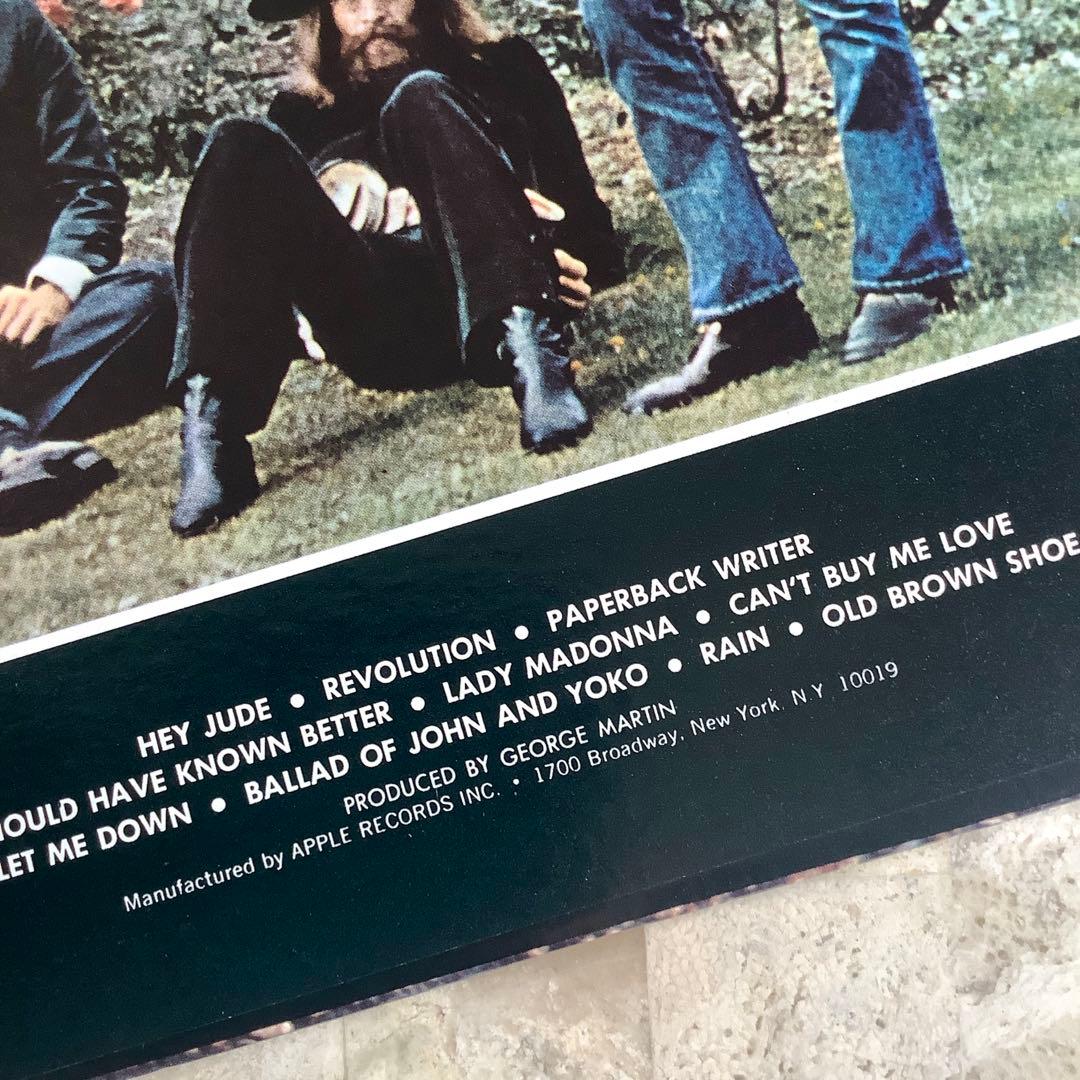 HEY JUDE • REVOLUTION • PAPERBACK WRITER
HOULD HAVE KNOWN BETTER • LADY MADONNA • CAN'T BUY ME LOVE
LET ME DOWN • BALLAD OF JOHN AND YOKO • RAIN • OLD BROWN SHOE
PRODUCED BY GEORGE MARTIN
Manufactured by APPLE RECORDS INC. • 1700 Broadway, New York, N.Y. 10019